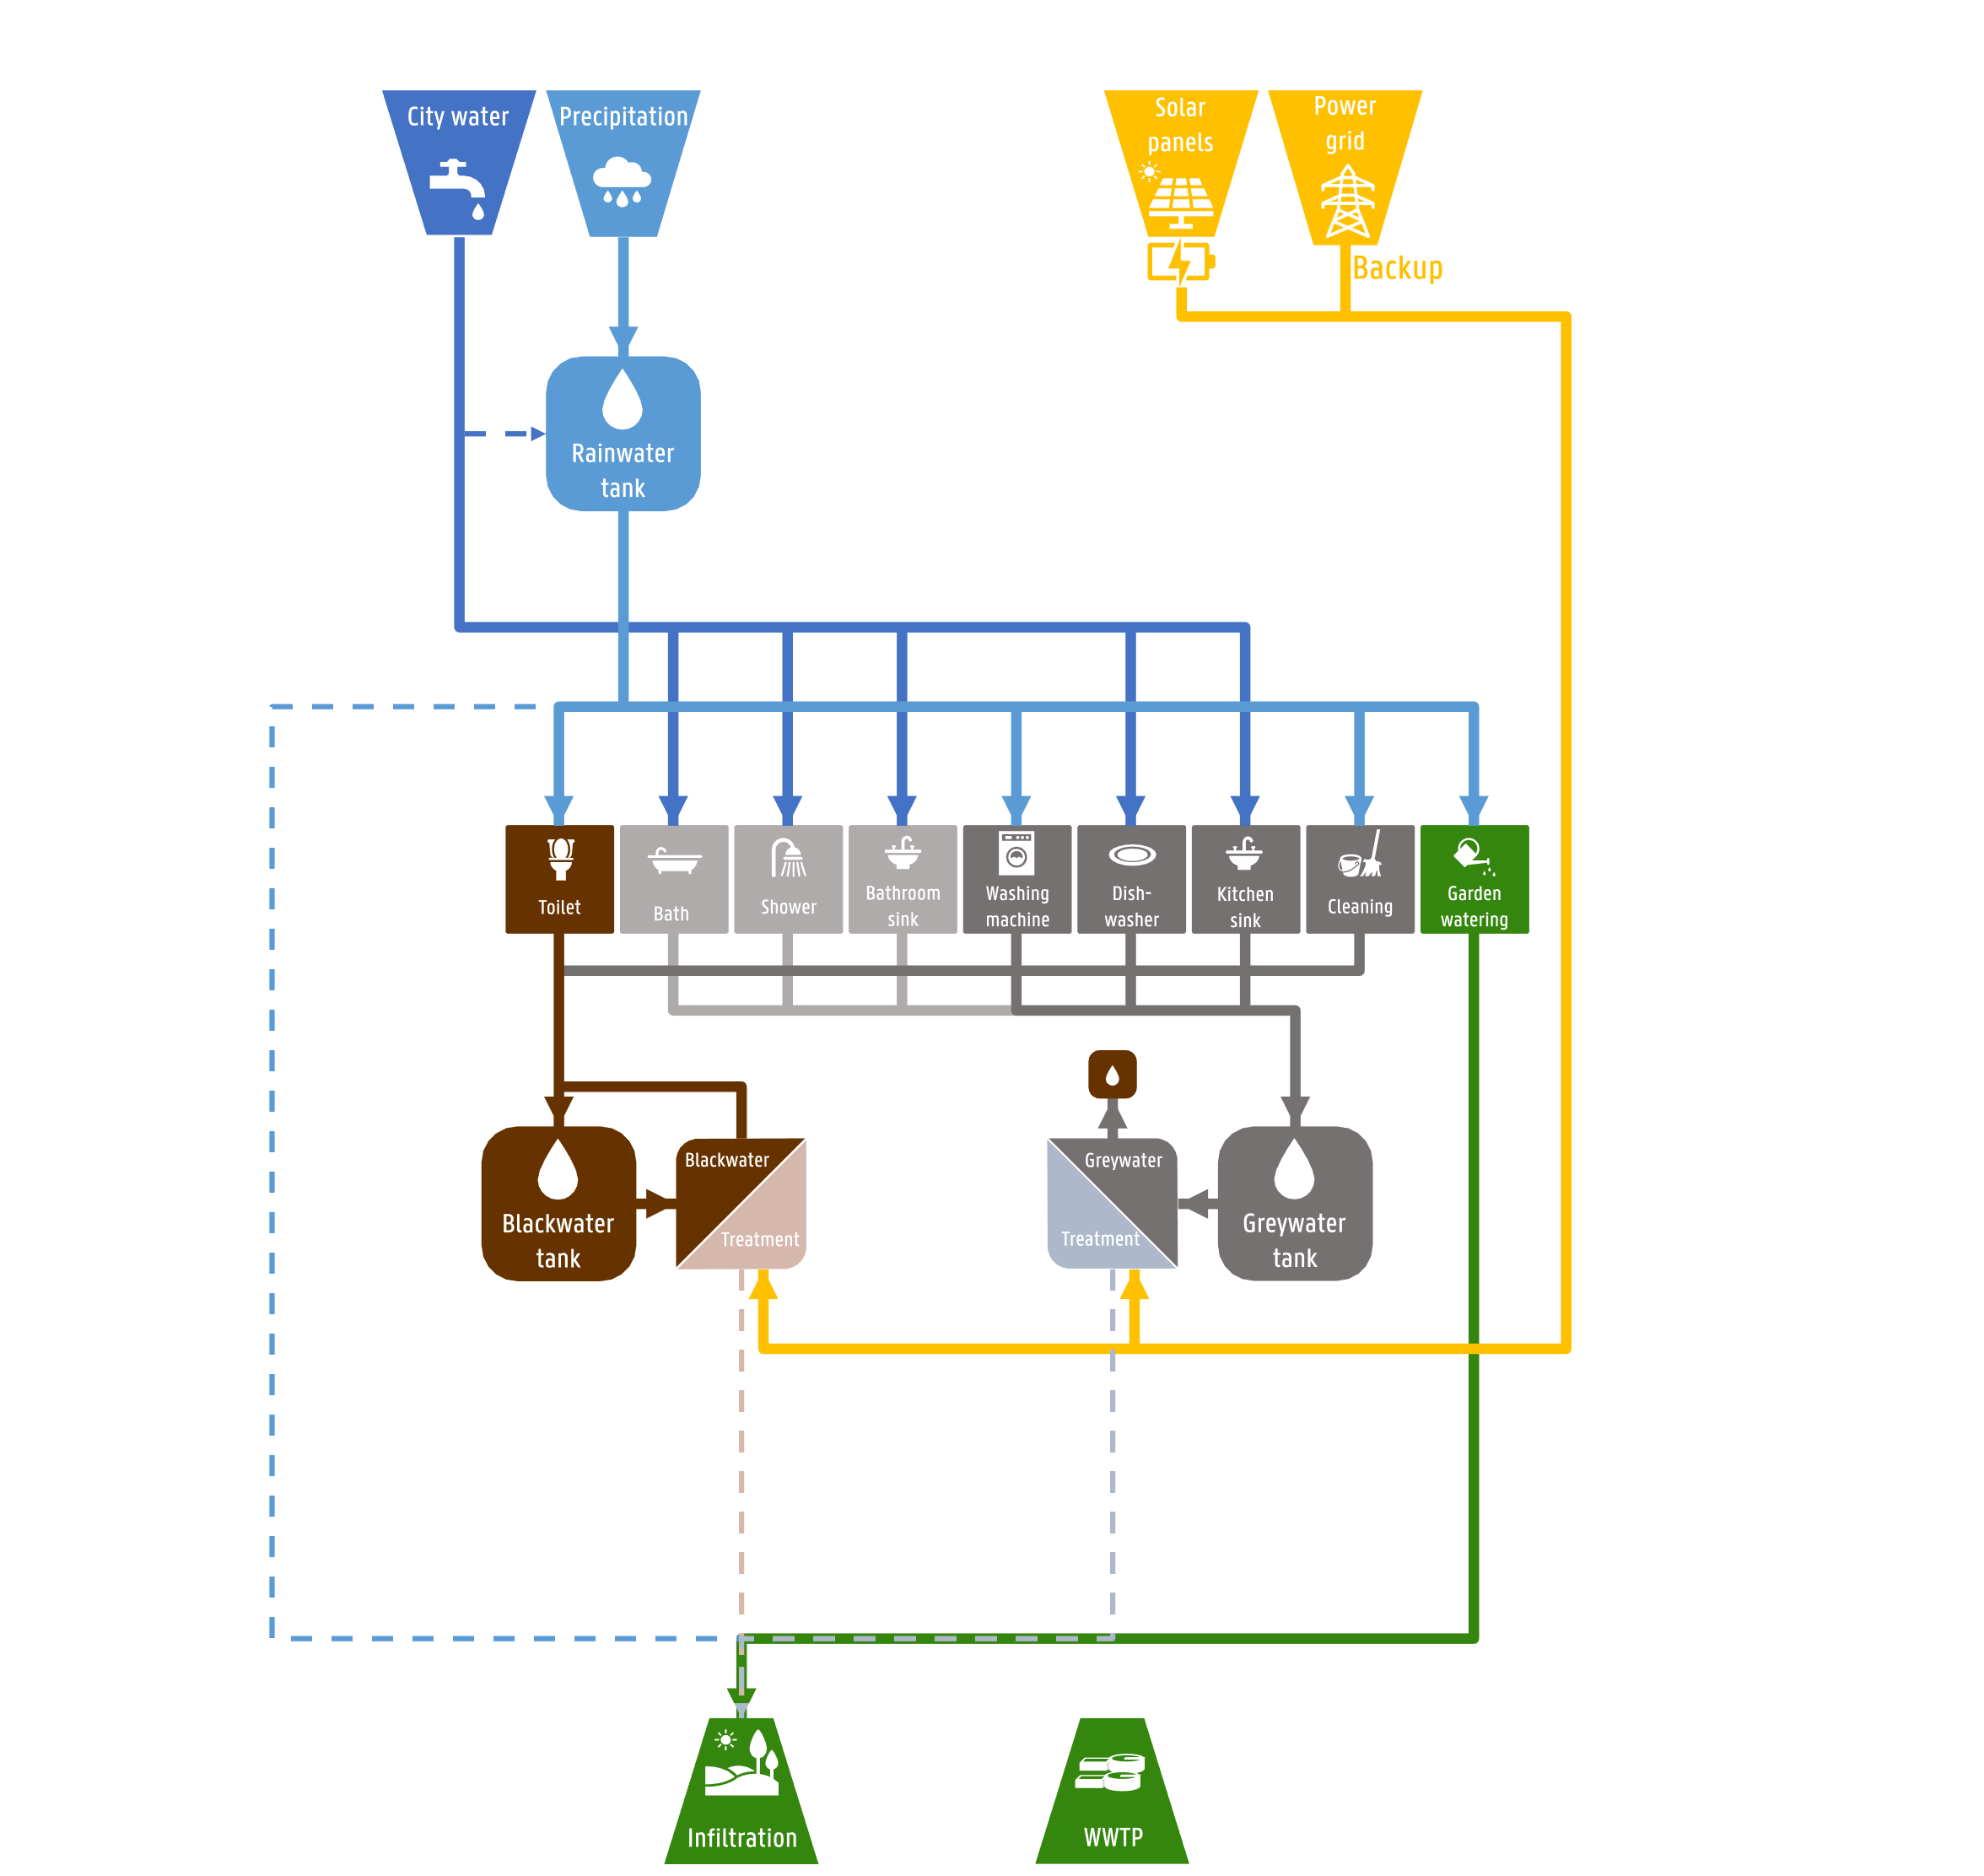 City water
Precipitation
Solar
panels
Power
grid
Backup
Rainwater
tank
Toilet
Bath
Shower
Bathroom
sink
Washing
machine
Dish-
washer
Kitchen
sink
Cleaning
Garden
watering
Blackwater
tank
Blackwater
Treatment
Greywater
Treatment
Greywater
tank
Infiltration
WWTP